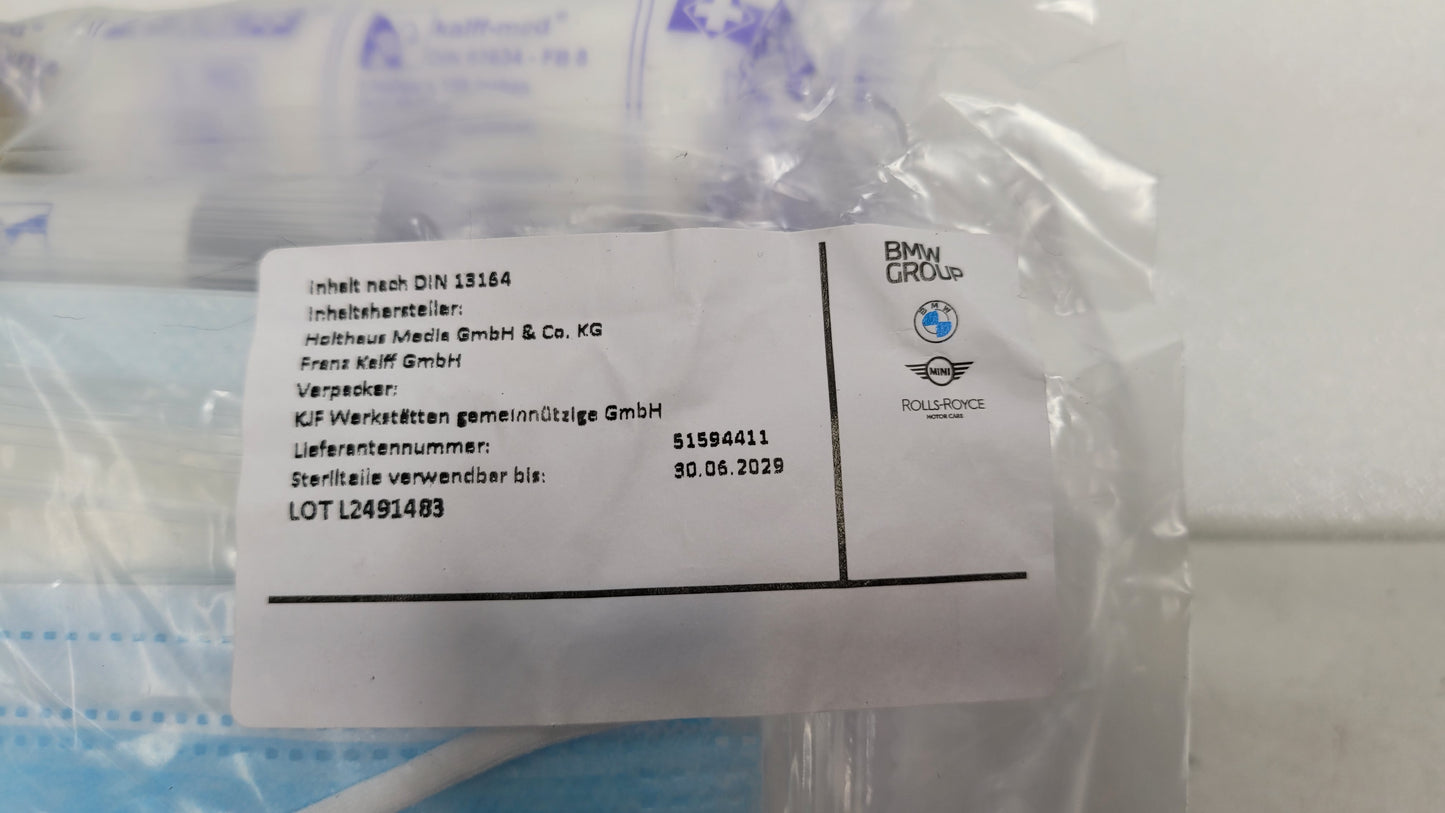 kalff-med®
DIN 61634 - FB 8
Inhalt nach DIN 13164
Inhaltshersteller:
Holthaus Media GmbH & Co. KG
Franz Kalff GmbH
Verpacker:
KJF Werkstätten gemeinnützige GmbH
Lieferantennummer: 51594411
Sterilteile verwendbar bis: 30.06.2029
LOT L2491483
BMW
GROUP
BMW
MINI
ROLLS-ROYCE
MOTOR CARS